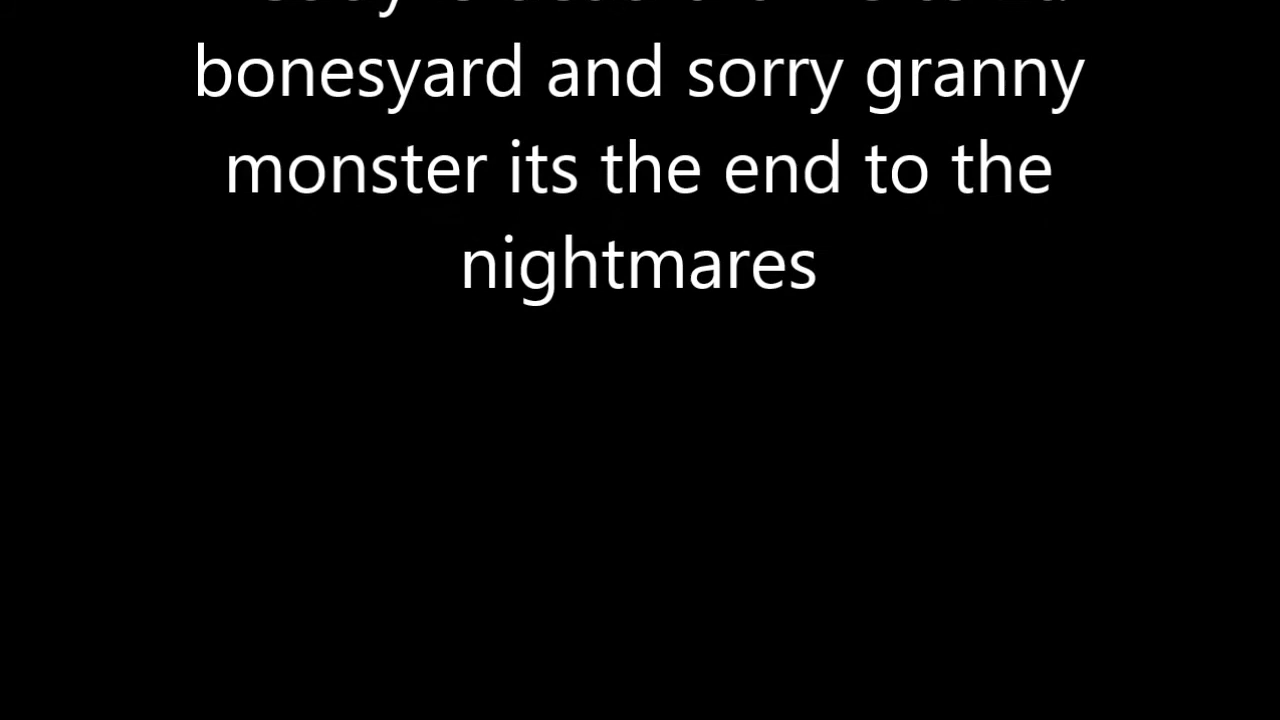 bonesyard and sorry granny
monster its the end to the
nightmares